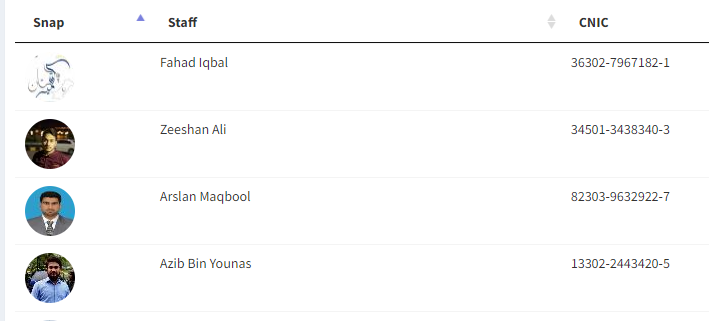 Snap Staff CNIC
Fahad Iqbal 36302-7967182-1
Zeeshan Ali 34501-3438340-3
Arslan Maqbool 82303-9632922-7
Azib Bin Younas 13302-2443420-5